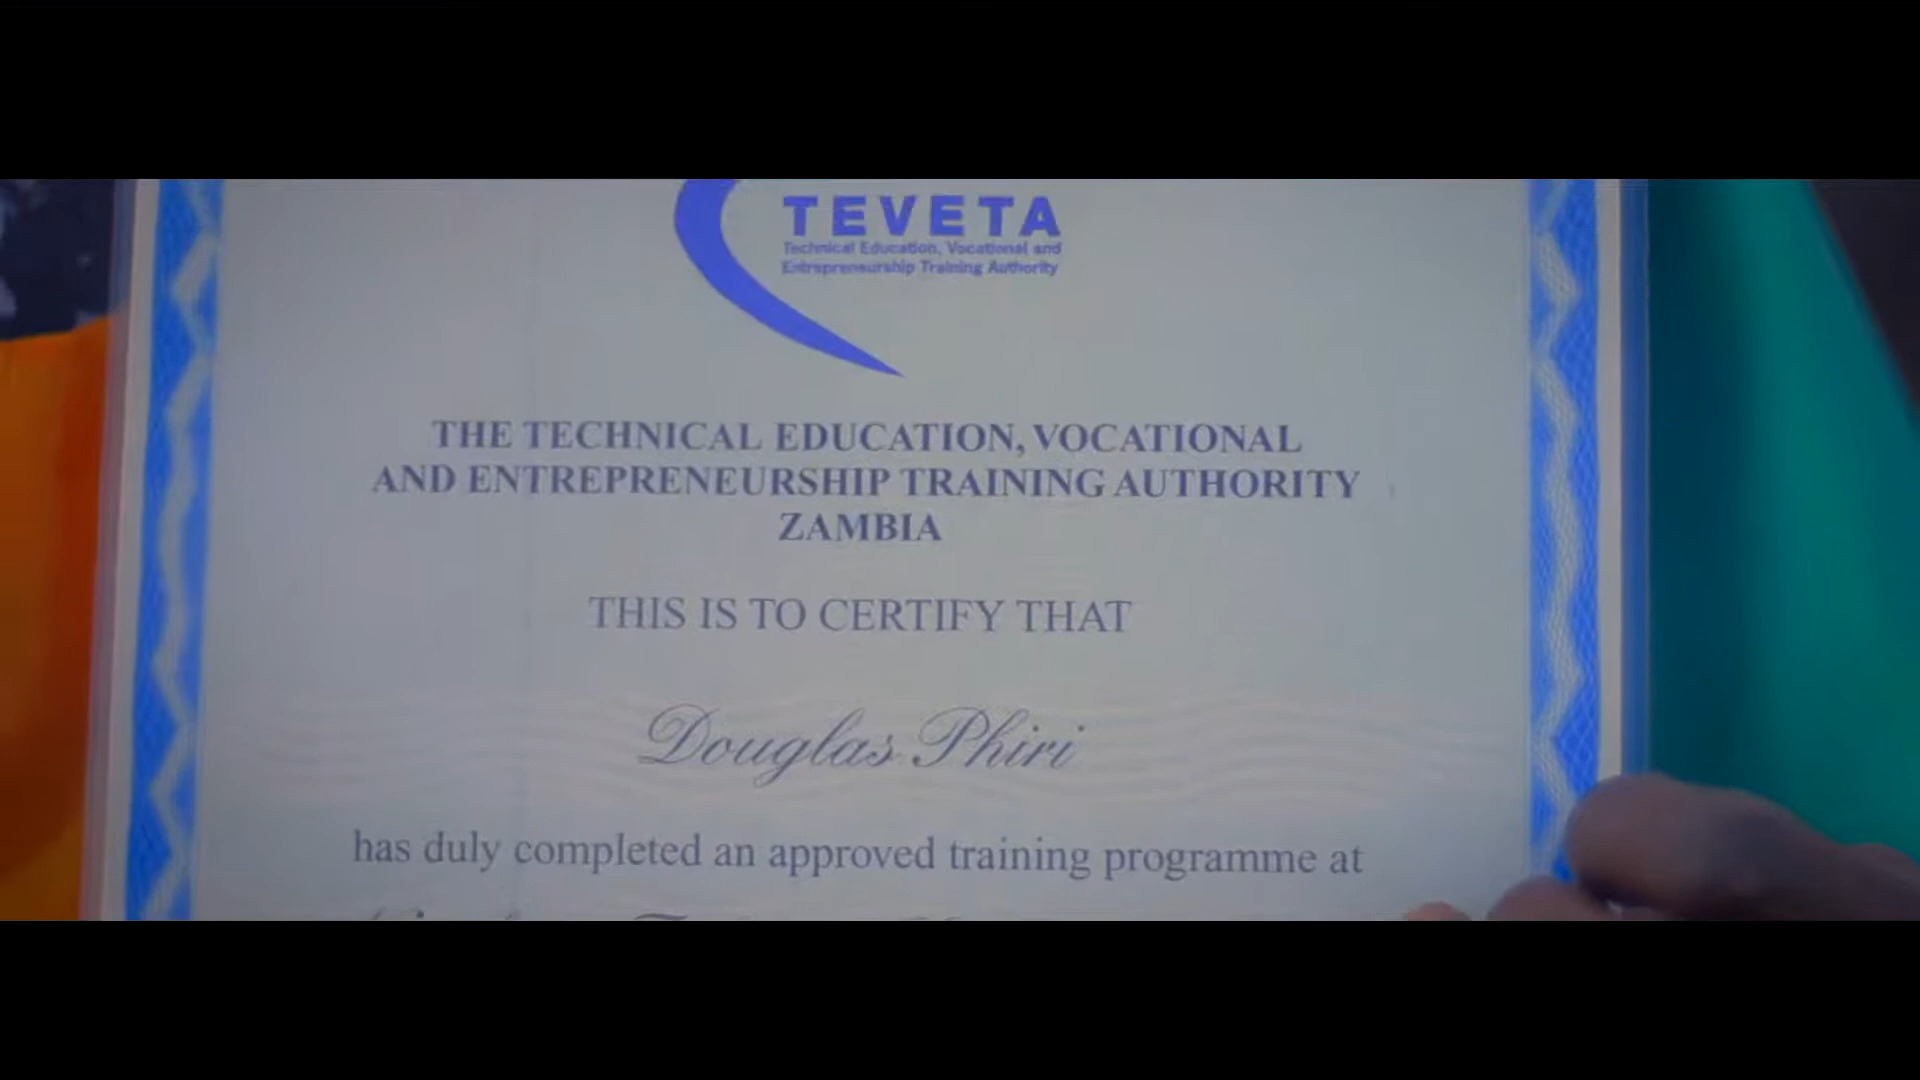 TEVETA
Technical Education, Vocational and
Entrepreneurship Training Authority
THE TECHNICAL EDUCATION, VOCATIONAL
AND ENTREPRENEURSHIP TRAINING AUTHORITY
ZAMBIA
THIS IS TO CERTIFY THAT
Douglas Phiri
has duly completed an approved training programme at